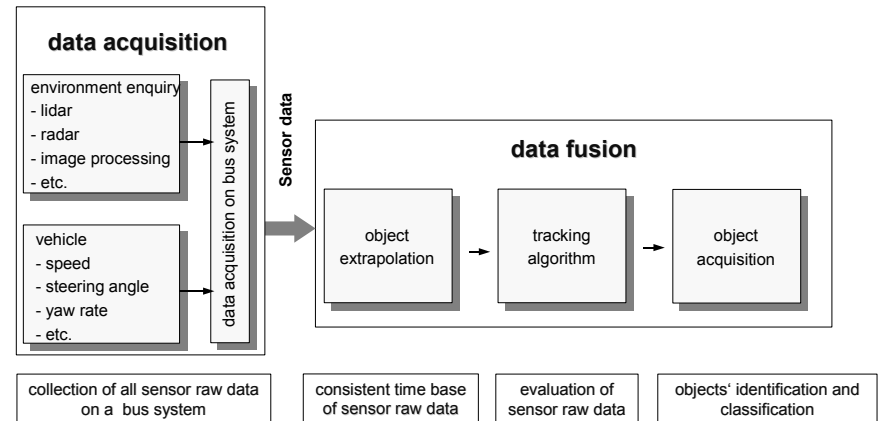 data acquisition
environment enquiry
- lidar
- radar
- image processing
- etc.
vehicle
- speed
- steering angle
- yaw rate
- etc.
data acquisition on bus system
Sensor data
data fusion
object
extrapolation
tracking
algorithm
object
acquisition
collection of all sensor raw data
on a bus system
consistent time base
of sensor raw data
evaluation of
sensor raw data
objects‘ identification and
classification